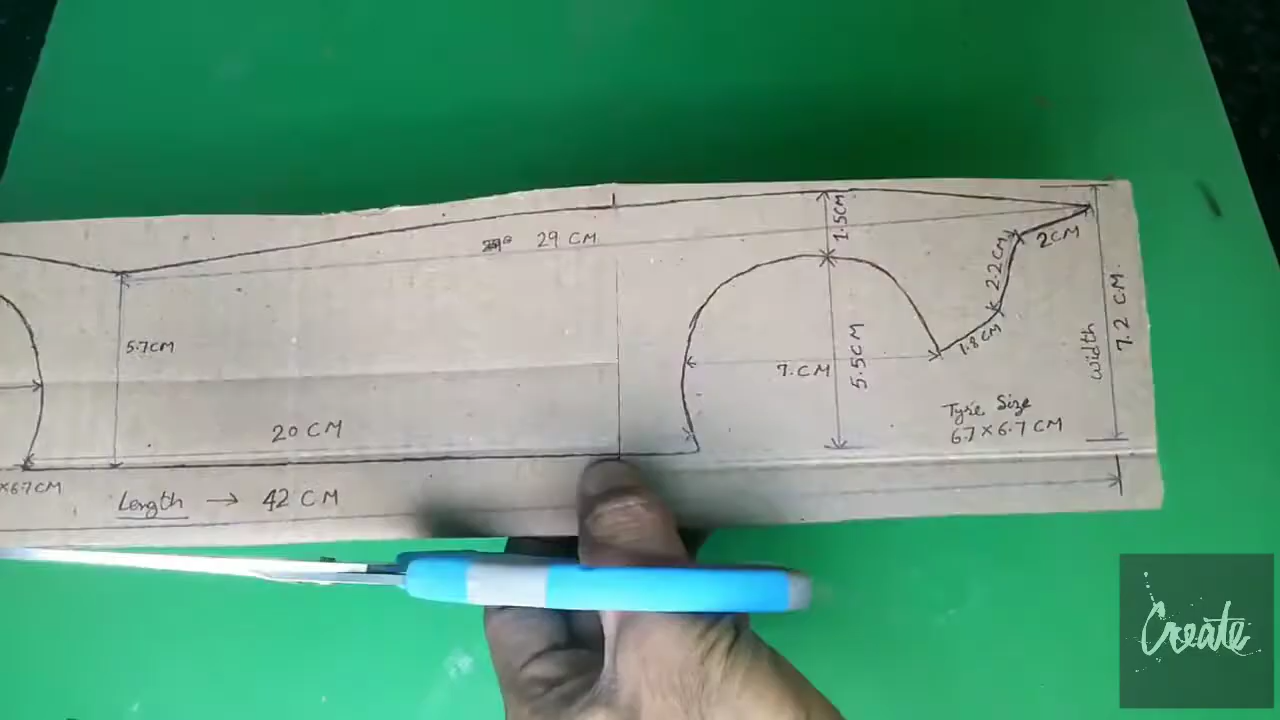 1.5CM
29 CM
2CM
2.2CM
5.7CM
1.8CM
7.CM
5.5CM
width
7.2 CM.
Tyre Size
6.7×6.7 CM
20 CM
×6.7CM
Length → 42 CM
Create